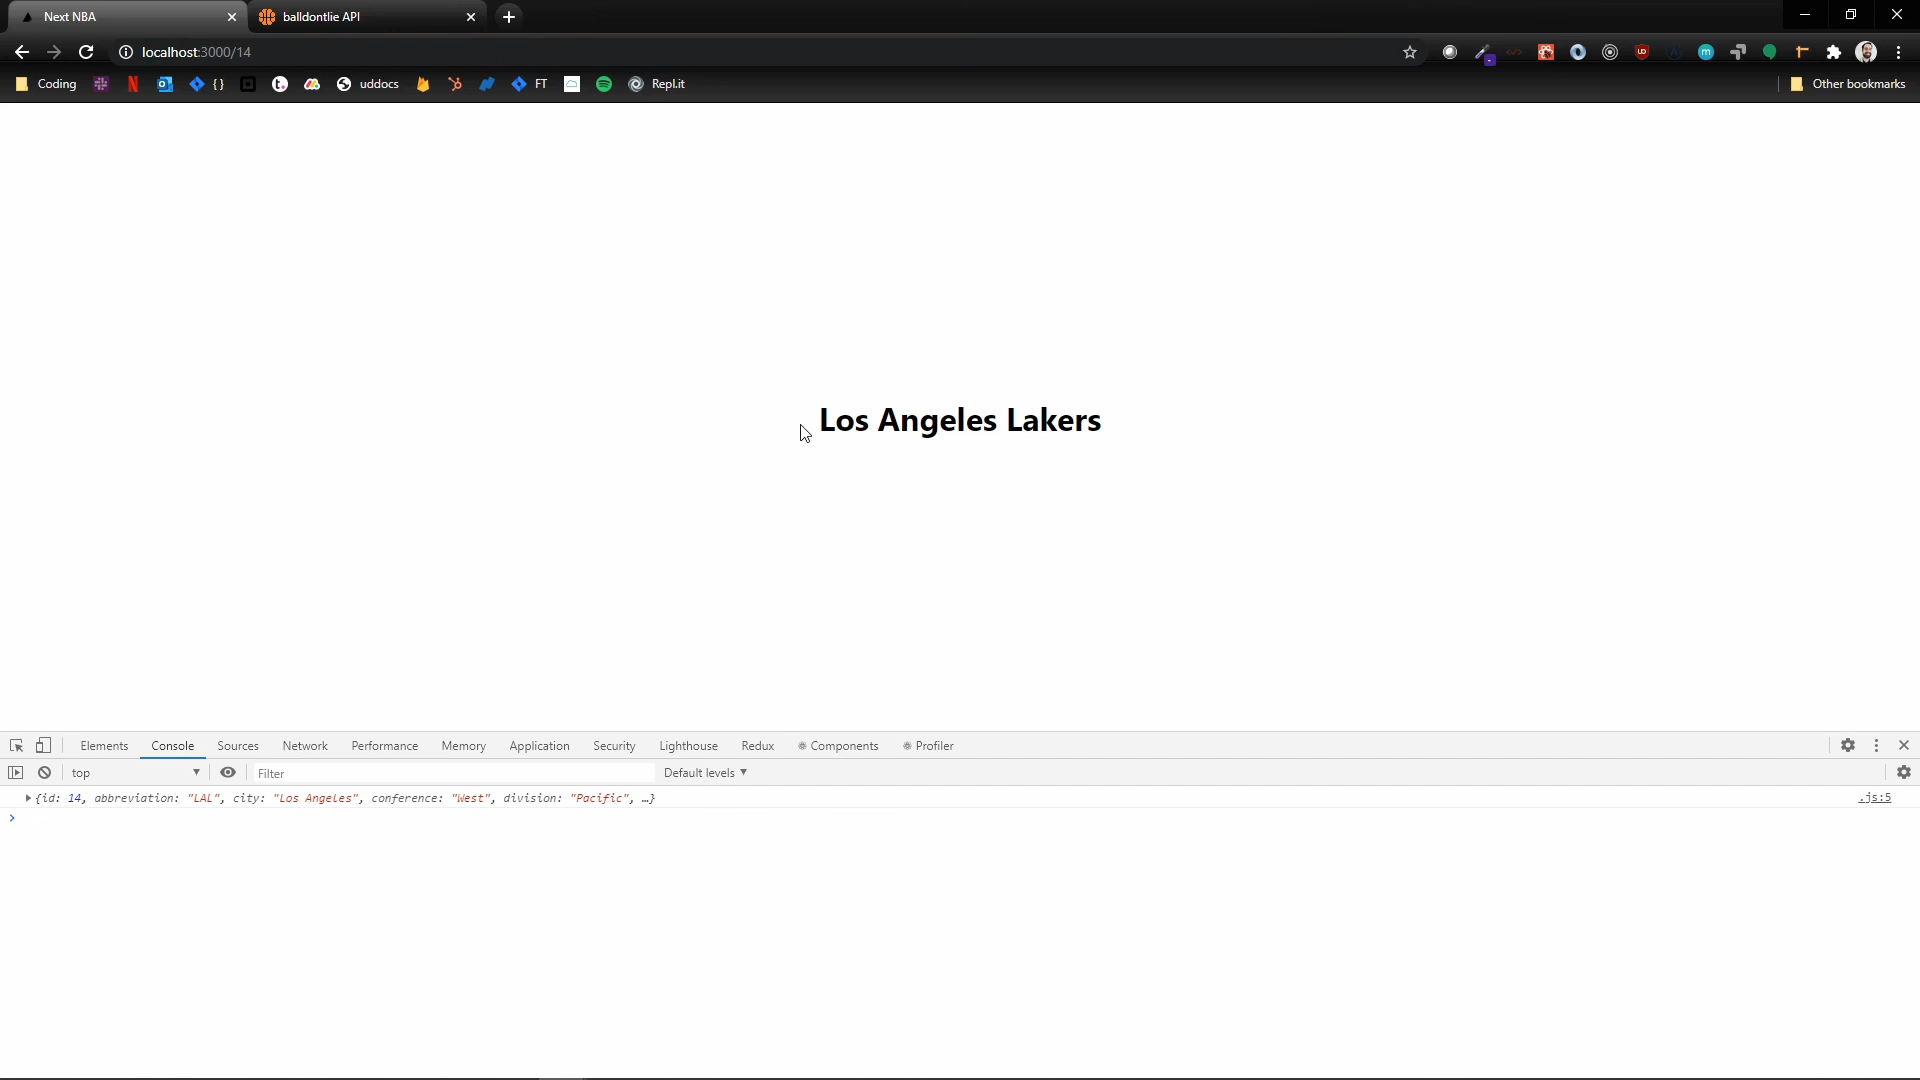 Next NBA
balldontlie API
localhost:3000/14
Coding
{ }
uddocs
FT
Repl.it
Other bookmarks
Los Angeles Lakers
Elements
Console
Sources
Network
Performance
Memory
Application
Security
Lighthouse
Redux
Components
Profiler
top
Filter
Default levels
{id: 14, abbreviation: "LAL", city: "Los Angeles", conference: "West", division: "Pacific", …}
.js:5